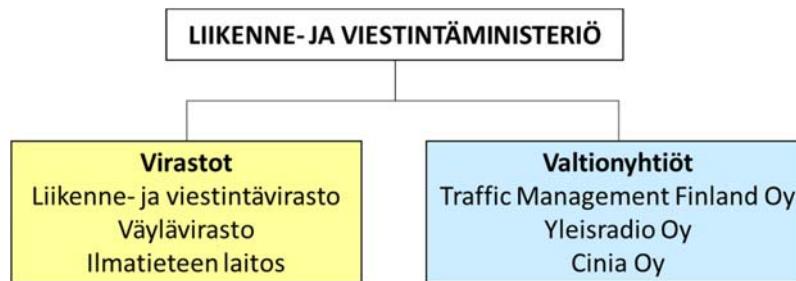 LIIKENNE- JA VIESTINTÄMINISTERIÖ
Virastot
Liikenne- ja viestintävirasto
Väylävirasto
Ilmatieteen laitos
Valtionyhtiöt
Traffic Management Finland Oy
Yleisradio Oy
Cinia Oy